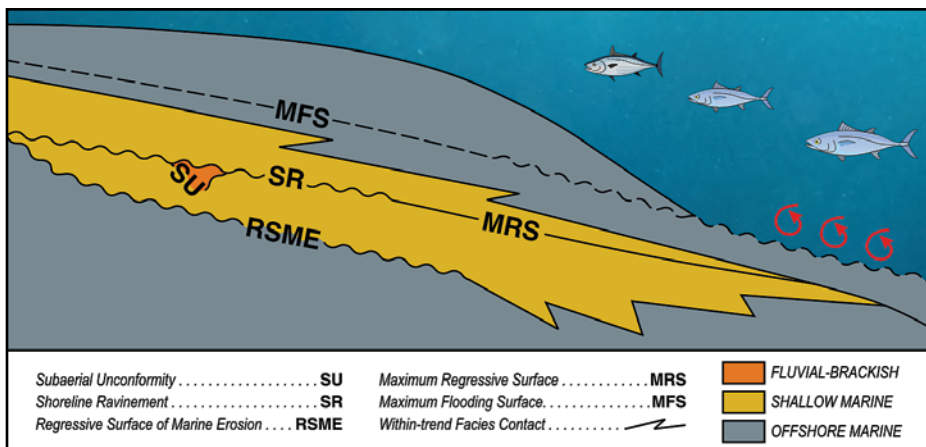 MFS
SU
SR
MRS
RSME
Subaerial Unconformity ................... SU
Shoreline Ravinement ..................... SR
Regressive Surface of Marine Erosion .... RSME
Maximum Regressive Surface ............ MRS
Maximum Flooding Surface............... MFS
Within-trend Facies Contact .....
FLUVIAL-BRACKISH
SHALLOW MARINE
OFFSHORE MARINE